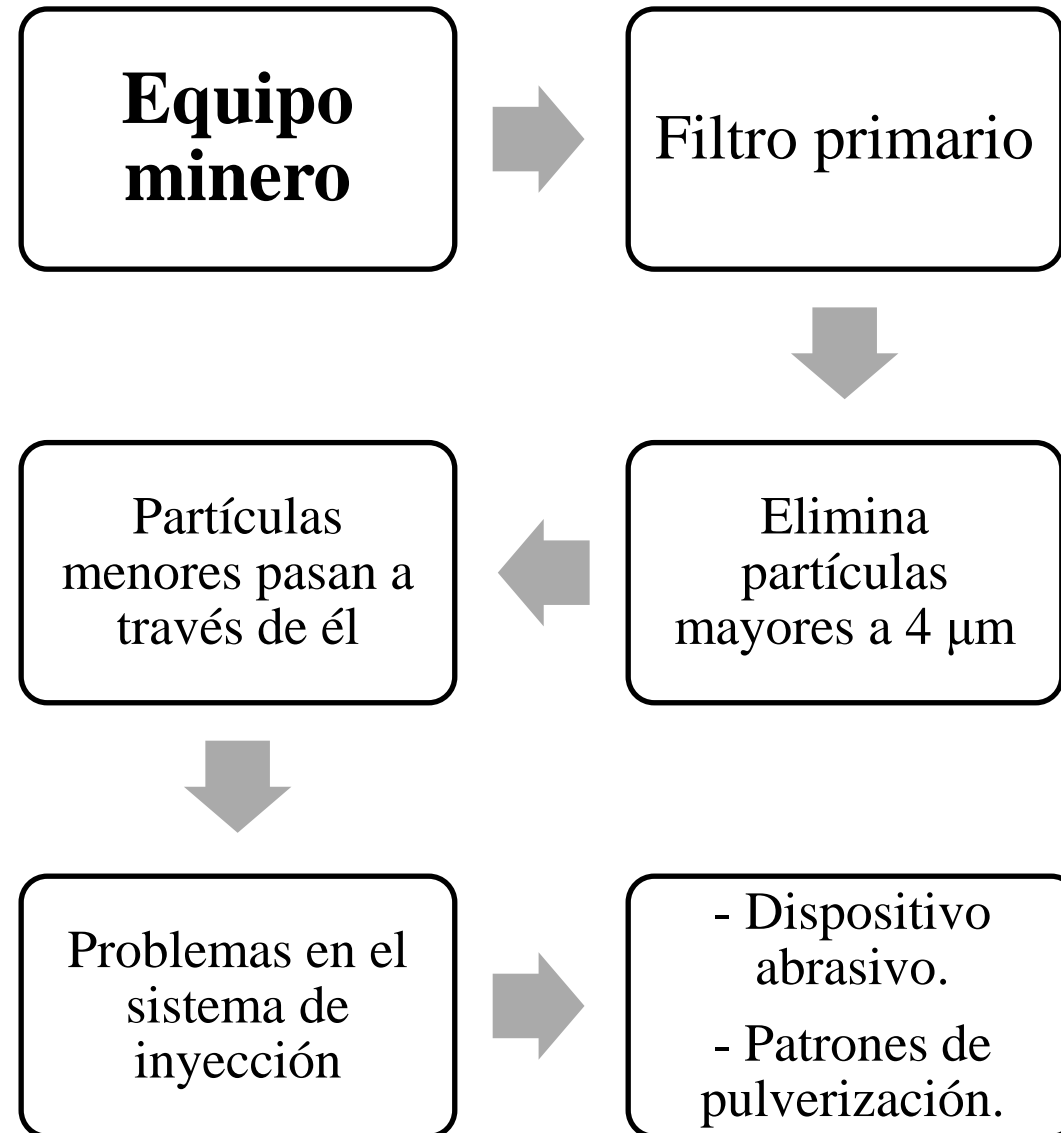 Equipo
minero
Filtro primario
Elimina
partículas
mayores a 4 μm
Partículas
menores pasan a
través de él
Problemas en el
sistema de
inyección
- Dispositivo
abrasivo.
- Patrones de
pulverización.